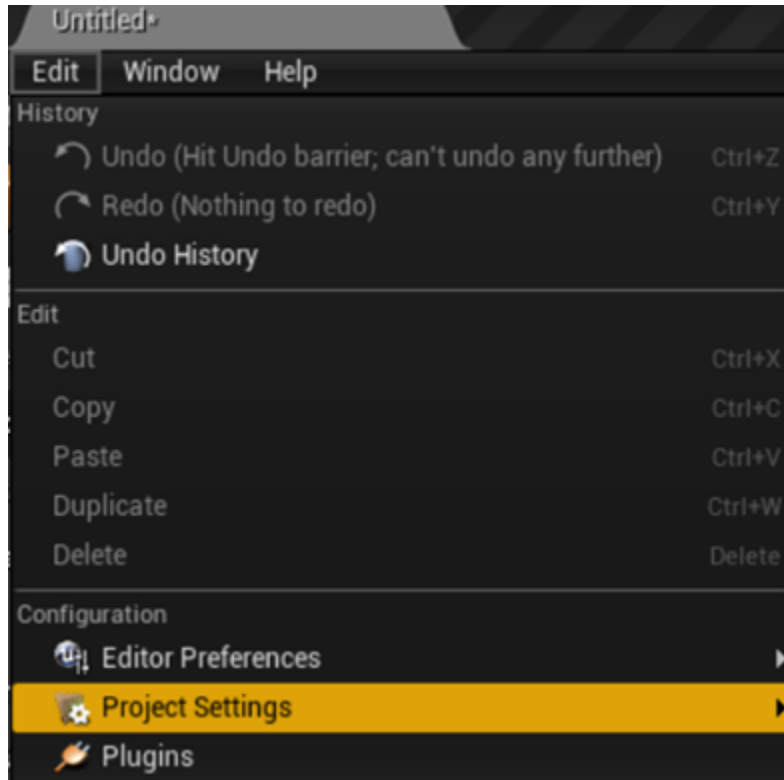 Untitled*
Edit Window Help
History
Undo (Hit Undo barrier; can't undo any further) Ctrl+Z
Redo (Nothing to redo) Ctrl+Y
Undo History
Edit
Cut Ctrl+X
Copy Ctrl+C
Paste Ctrl+V
Duplicate Ctrl+W
Delete Delete
Configuration
Editor Preferences
Project Settings
Plugins